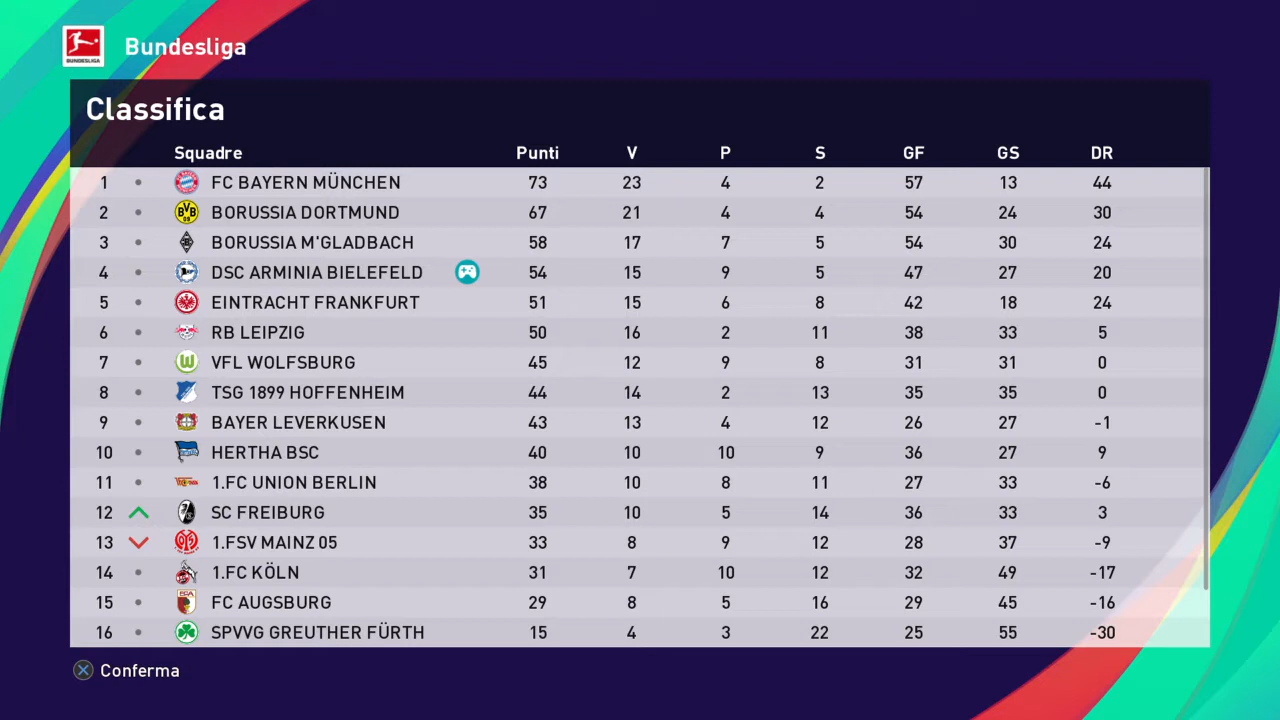 BUNDESLIGA
Bundesliga
Classifica
Squadre Punti V P S GF GS DR
1 FC BAYERN MÜNCHEN 73 23 4 2 57 13 44
2 BORUSSIA DORTMUND 67 21 4 4 54 24 30
3 BORUSSIA M'GLADBACH 58 17 7 5 54 30 24
4 DSC ARMINIA BIELEFELD 54 15 9 5 47 27 20
5 EINTRACHT FRANKFURT 51 15 6 8 42 18 24
6 RB LEIPZIG 50 16 2 11 38 33 5
7 VFL WOLFSBURG 45 12 9 8 31 31 0
8 TSG 1899 HOFFENHEIM 44 14 2 13 35 35 0
9 BAYER LEVERKUSEN 43 13 4 12 26 27 -1
10 HERTHA BSC 40 10 10 9 36 27 9
11 1.FC UNION BERLIN 38 10 8 11 27 33 -6
12 SC FREIBURG 35 10 5 14 36 33 3
13 1.FSV MAINZ 05 33 8 9 12 28 37 -9
14 1.FC KÖLN 31 7 10 12 32 49 -17
15 FC AUGSBURG 29 8 5 16 29 45 -16
16 SPVVG GREUTHER FÜRTH 15 4 3 22 25 55 -30
Conferma